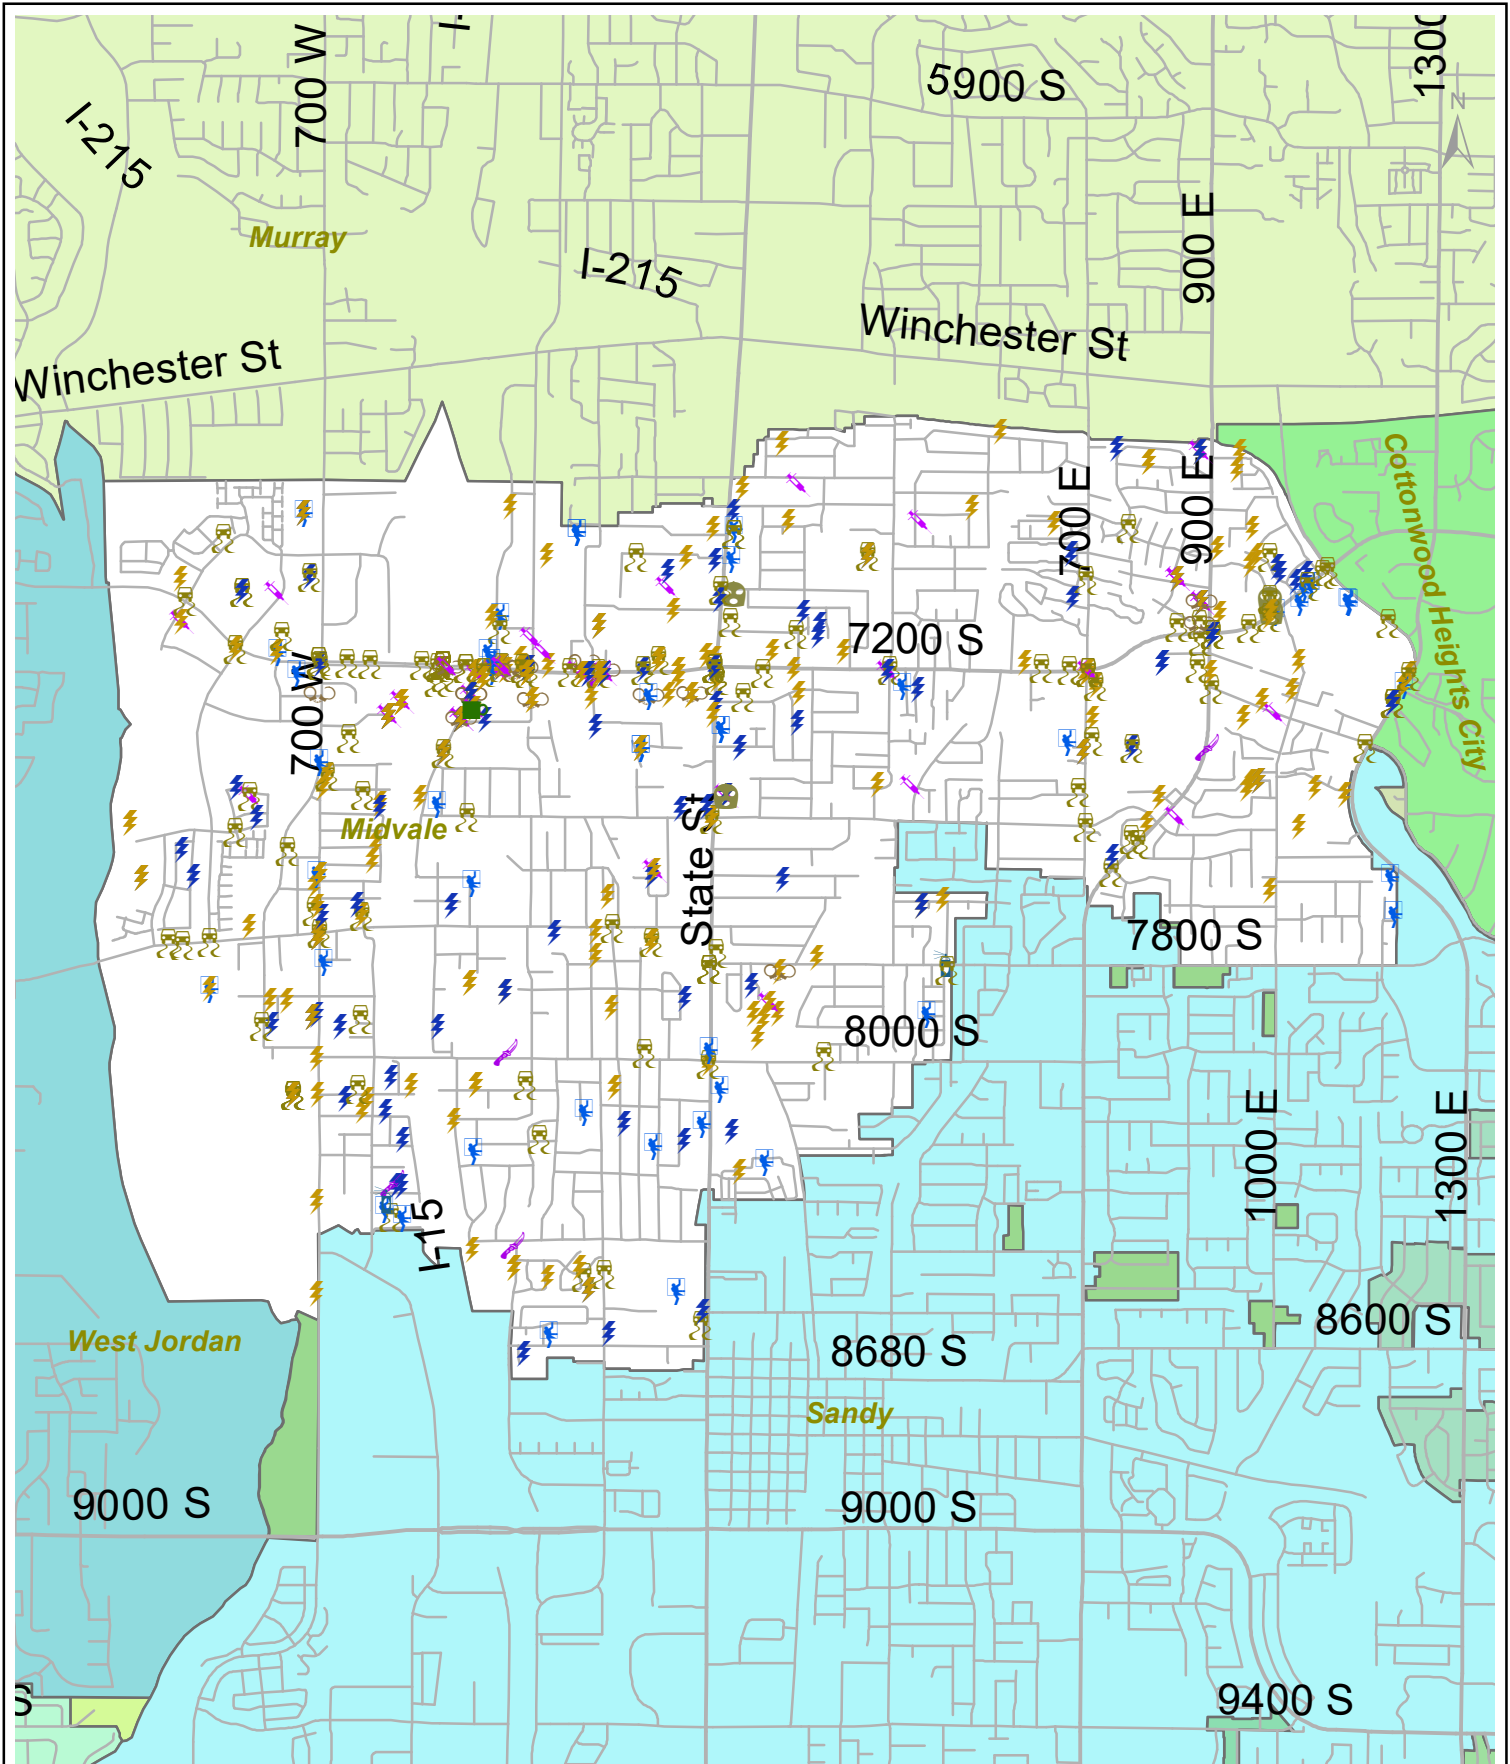 700 W
I-
5900 S
1300
N
I-215
Murray
900 E
I-215
Winchester St
Winchester St
Cottonwood Heights City
700 E
900 E
7200 S
700 W
Midvale
State St
7800 S
8000 S
1000 E
1300 E
I-15
8600 S
West Jordan
8680 S
Sandy
9000 S
9000 S
S
9400 S